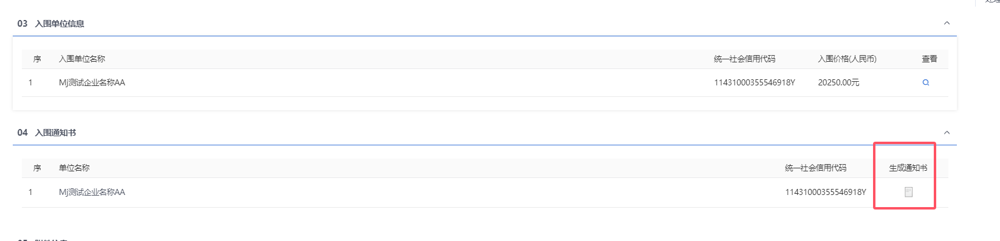 03 入围单位信息
序 入围单位名称 统一社会信用代码 入围价格(人民币) 查看
1 Mj测试企业名称AA 11431000355546918Y 20250.00元
04 入围通知书
序 单位名称 统一社会信用代码 生成通知书
1 Mj测试企业名称AA 11431000355546918Y